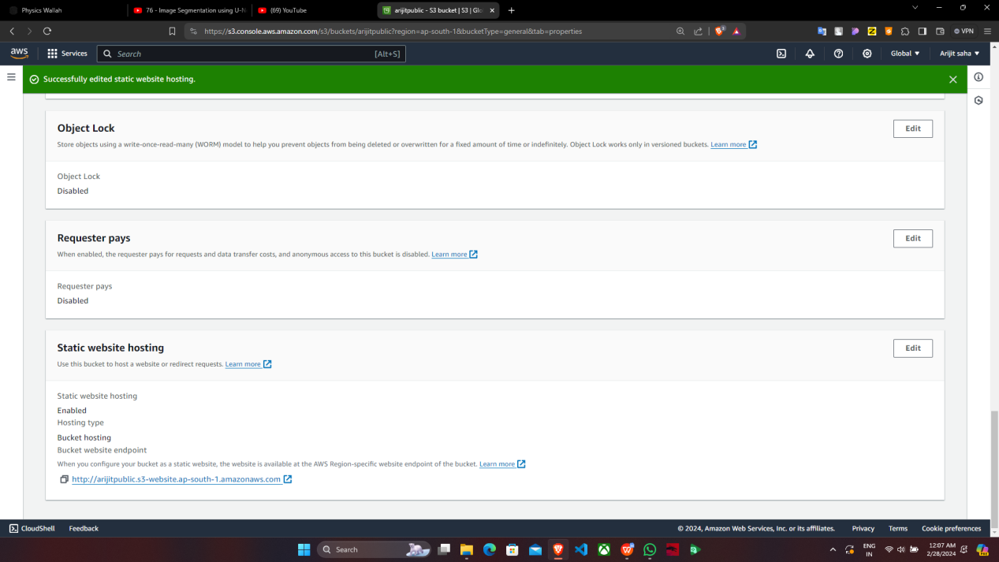 Physics Wallah
76 - Image Segmentation using U-N
(69) YouTube
arijitpublic - S3 bucket | S3 | Glo
https://s3.console.aws.amazon.com/s3/buckets/arijitpublic?region=ap-south-1&bucketType=general&tab=properties
VPN
aws
Services
Search
[Alt+S]
Global
Arijit saha
Successfully edited static website hosting.
Object Lock
Edit
Store objects using a write-once-read-many (WORM) model to help you prevent objects from being deleted or overwritten for a fixed amount of time or indefinitely. Object Lock works only in versioned buckets. Learn more
Object Lock
Disabled
Requester pays
Edit
When enabled, the requester pays for requests and data transfer costs, and anonymous access to this bucket is disabled. Learn more
Requester pays
Disabled
Static website hosting
Edit
Use this bucket to host a website or redirect requests. Learn more
Static website hosting
Enabled
Hosting type
Bucket hosting
Bucket website endpoint
When you configure your bucket as a static website, the website is available at the AWS Region-specific website endpoint of the bucket. Learn more
http://arijitpublic.s3-website.ap-south-1.amazonaws.com
CloudShell
Feedback
© 2024, Amazon Web Services, Inc. or its affiliates.
Privacy
Terms
Cookie preferences
Search
ENG
IN
12:07 AM
2/28/2024